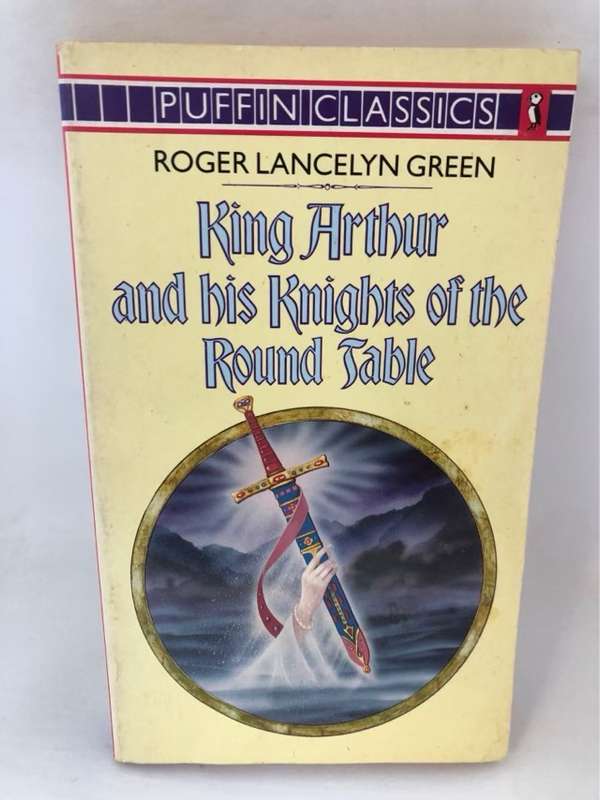 PUFFIN CLASSICS
ROGER LANCELYN GREEN
King Arthur
and his Knights of the
Round Table